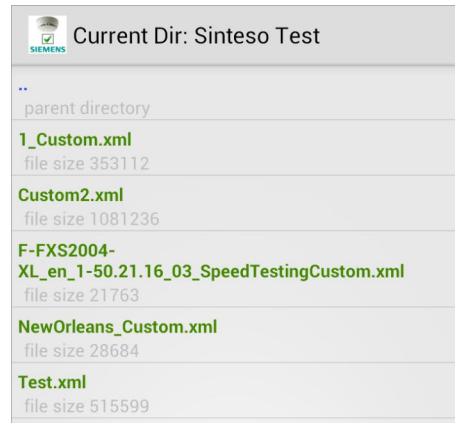 SIEMENS
Current Dir: Sinteso Test
..
parent directory
1_Custom.xml
file size 353112
Custom2.xml
file size 1081236
F-FXS2004-
XL_en_1-50.21.16_03_SpeedTestingCustom.xml
file size 21763
NewOrleans_Custom.xml
file size 28684
Test.xml
file size 515599